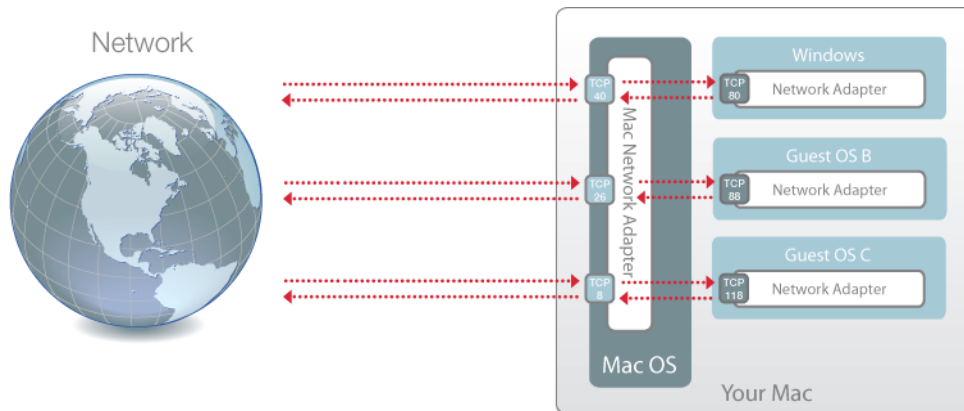 Network
Windows
TCP
40
TCP
80
Network Adapter
Mac Network Adapter
Guest OS B
TCP
26
TCP
88
Network Adapter
Guest OS C
TCP
8
TCP
118
Network Adapter
Mac OS
Your Mac